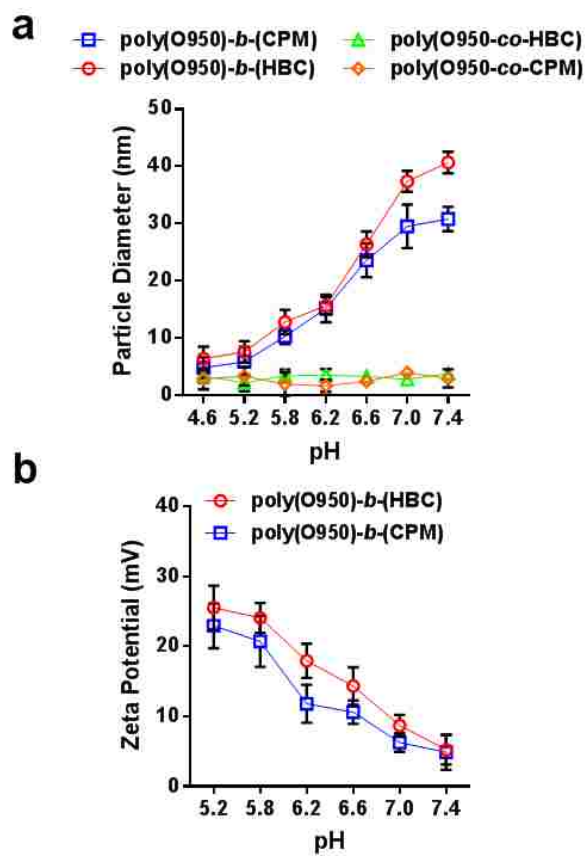 a
poly(O950)-b-(CPM) poly(O950-co-HBC)
poly(O950)-b-(HBC) poly(O950-co-CPM)
50
40
30
20
10
0
Particle Diameter (nm)
4.6 5.2 5.8 6.2 6.6 7.0 7.4
pH
b
poly(O950)-b-(HBC)
poly(O950)-b-(CPM)
40
30
20
10
0
Zeta Potential (mV)
5.2 5.8 6.2 6.6 7.0 7.4
pH